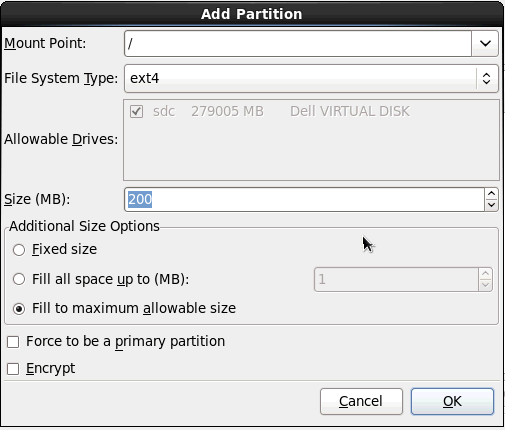 Add Partition
Mount Point: /
File System Type: ext4
sdc 279005 MB Dell VIRTUAL DISK
Allowable Drives:
Size (MB): 200
Additional Size Options
Fixed size
Fill all space up to (MB): 1
Fill to maximum allowable size
Force to be a primary partition
Encrypt
Cancel OK